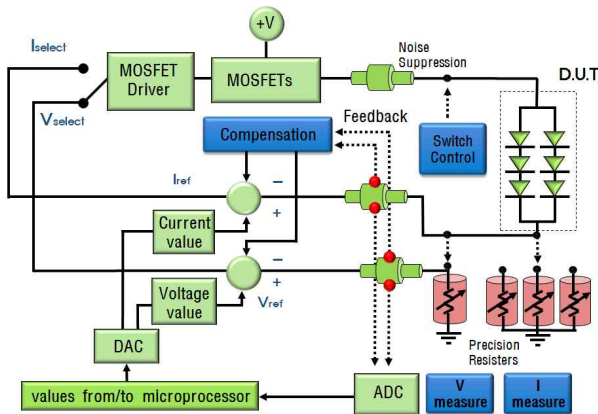 +V
Iselect
MOSFET
Driver
MOSFETs
Noise
Suppression
D.U.T
Vselect
Feedback
Compensation
Switch
Control
Iref
−
+
Current
value
−
+
Voltage
value
Vref
DAC
Precision
Resisters
values from/to microprocessor
ADC
V
measure
I
measure